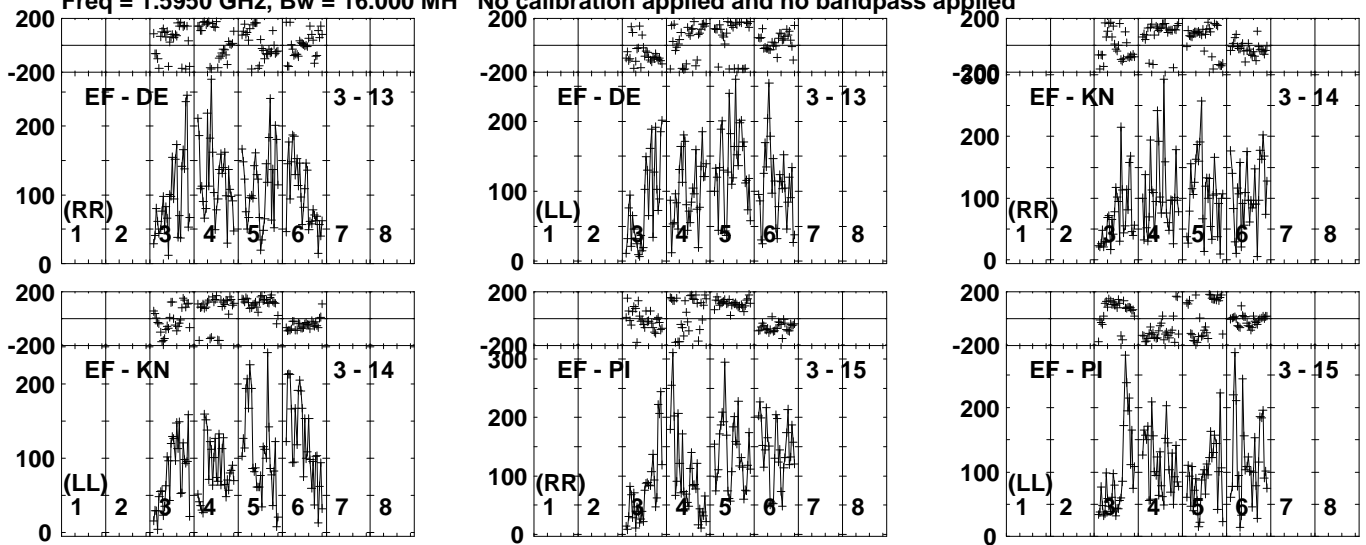 Freq = 1.5950 GHz, Bw = 16.000 MH No calibration applied and no bandpass applied
200
-200
EF - DE 3 - 13
200
100
0
(RR)
1 2 3 4 5 6 7 8
200
-200
EF - DE 3 - 13
200
100
0
(LL)
1 2 3 4 5 6 7 8
200
-200
300
EF - KN 3 - 14
200
100
0
(RR)
1 2 3 4 5 6 7 8
200
-200
EF - KN 3 - 14
200
100
0
(LL)
1 2 3 4 5 6 7 8
200
-200
300
EF - PI 3 - 15
200
100
0
(RR)
1 2 3 4 5 6 7 8
200
-200
EF - PI 3 - 15
200
100
0
(LL)
1 2 3 4 5 6 7 8